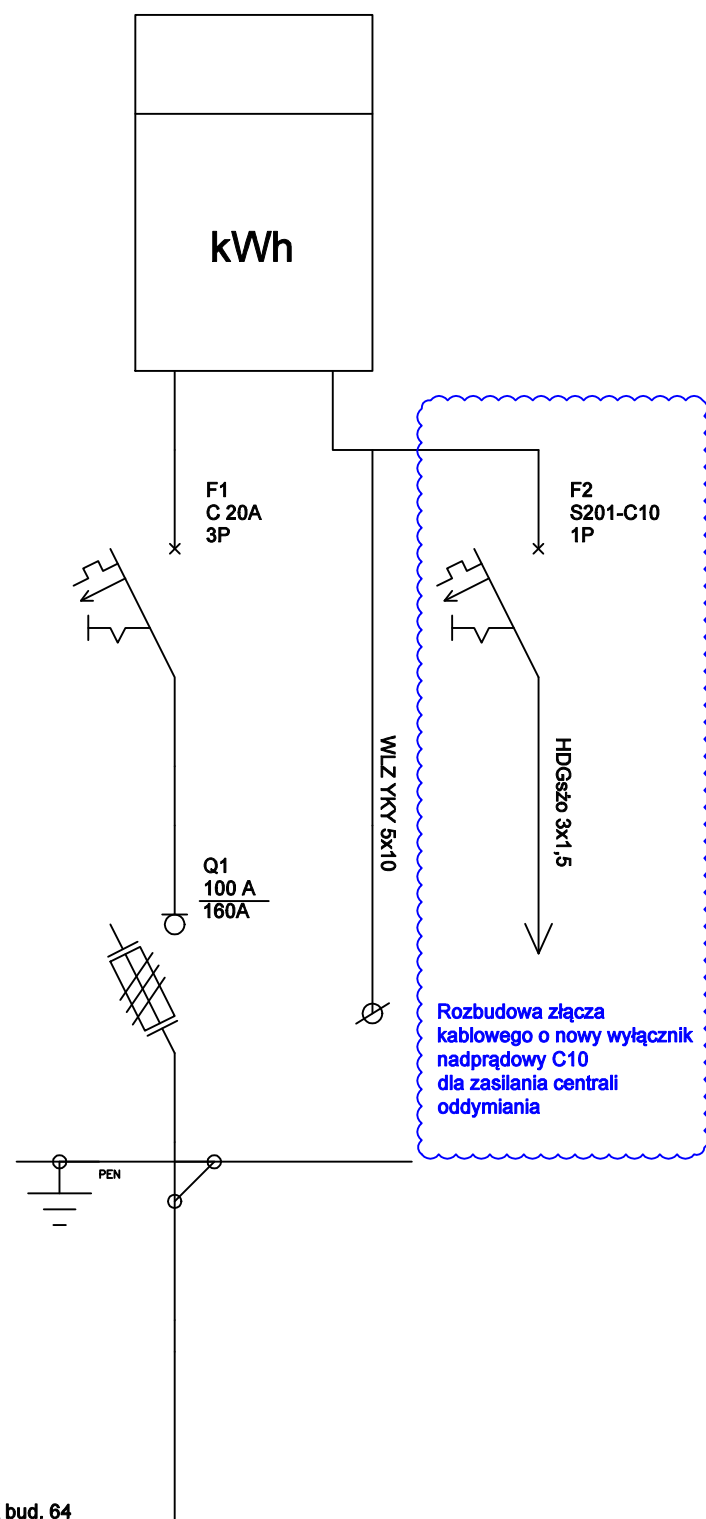 kWh
F1
C 20A
3P
F2
S201-C10
1P
WLZ YKY 5x10
HDGsżo 3x1,5
Q1
100 A
160A
Rozbudowa złącza
kablowego o nowy wyłącznik
nadprądowy C10
dla zasilania centrali
oddymiania
PEN
bud. 64